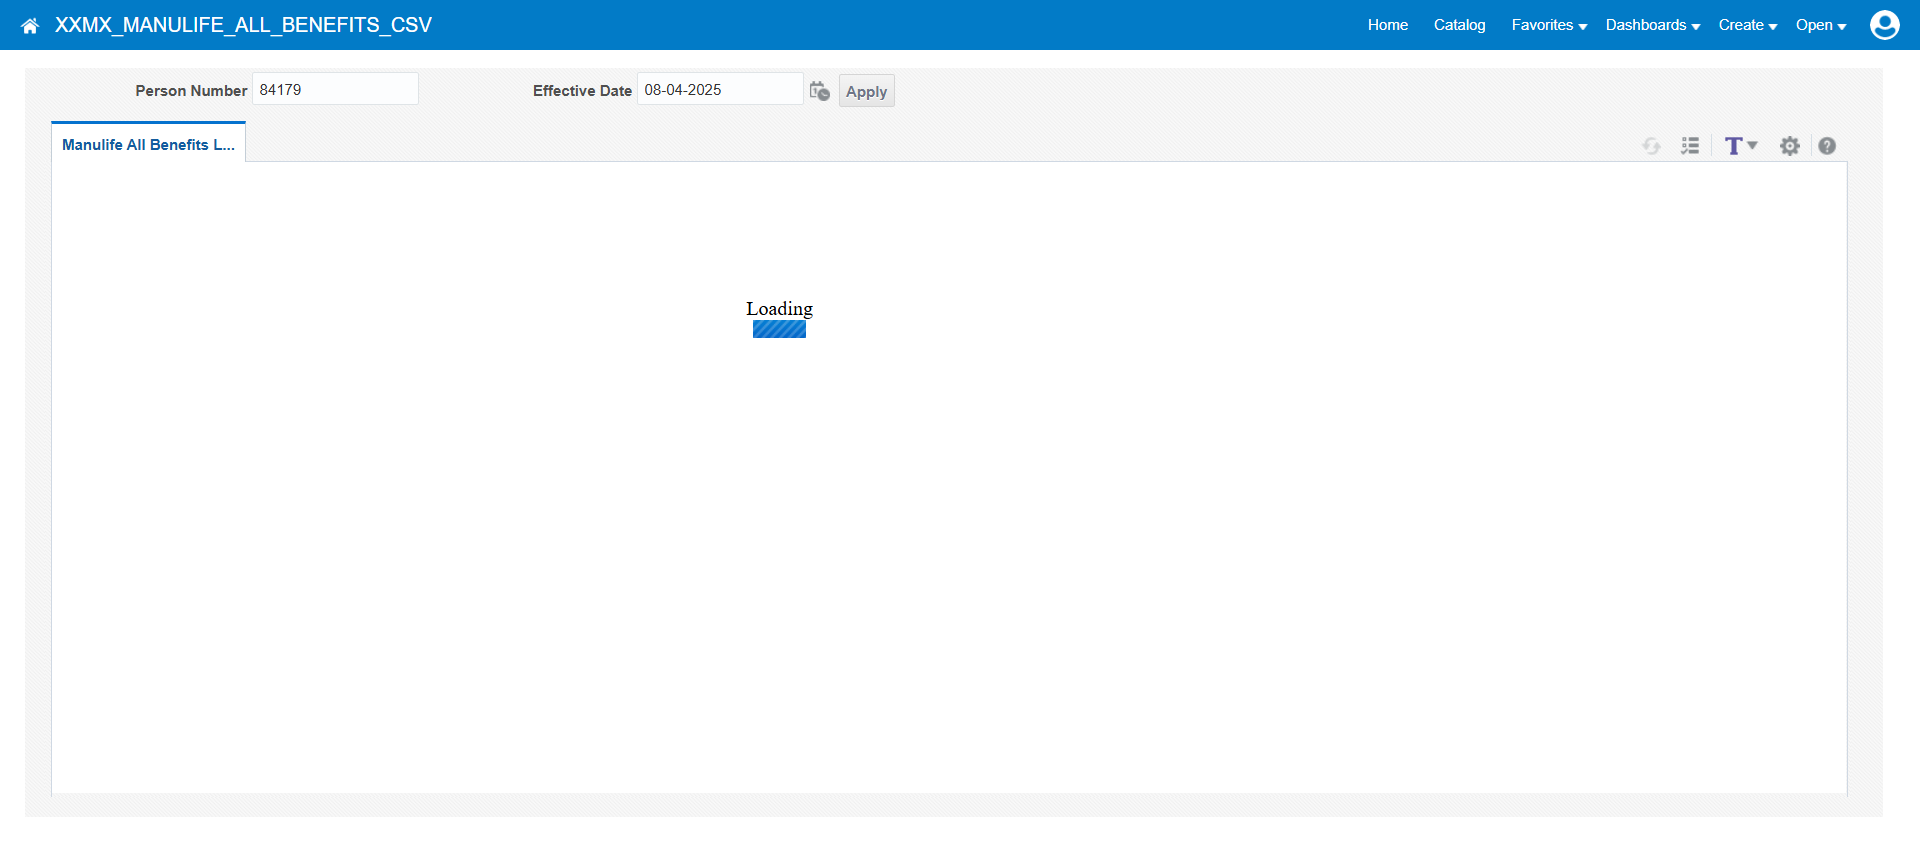 XXMX_MANULIFE_ALL_BENEFITS_CSV
Home Catalog Favorites Dashboards Create Open
Person Number 84179 Effective Date 08-04-2025 Apply
Manulife All Benefits L...
Loading